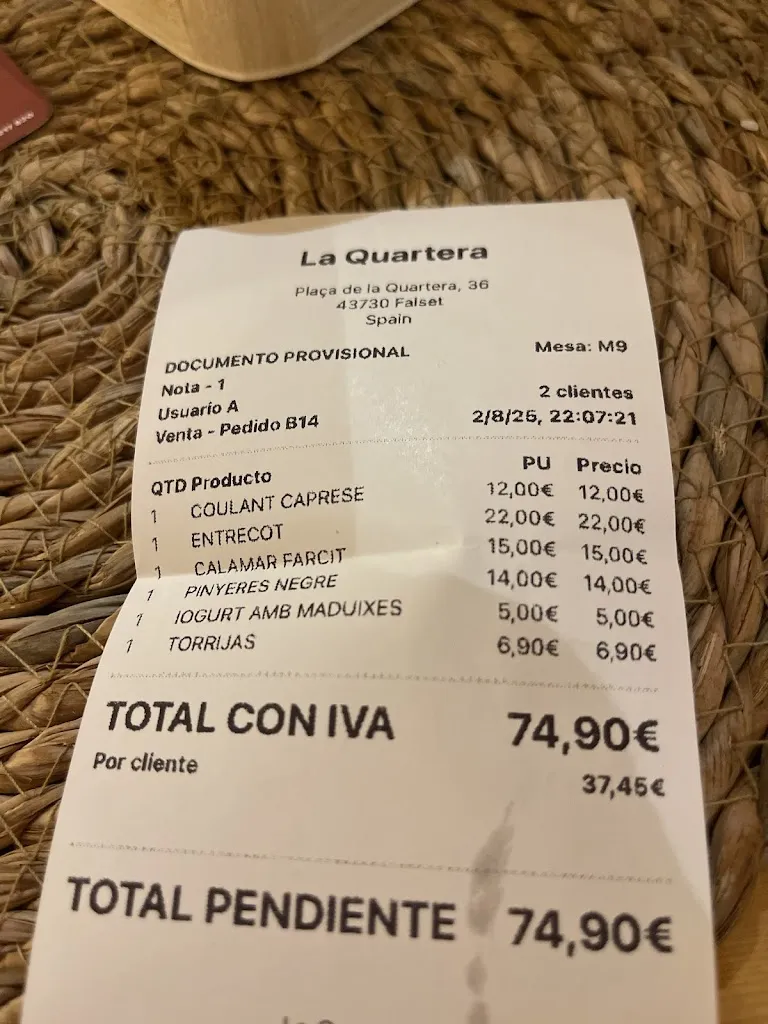 La Quartera
Plaça de la Quartera, 36
43730 Falset
Spain
DOCUMENTO PROVISIONAL Mesa: M9
Nota - 1
Usuario A 2 clientes
Venta - Pedido B14 2/8/25, 22:07:21
QTD Producto PU Precio
1 COULANT CAPRESE 12,00€ 12,00€
1 ENTRECOT 22,00€ 22,00€
1 CALAMAR FARCIT 15,00€ 15,00€
1 PINYERES NEGRE 14,00€ 14,00€
1 IOGURT AMB MADUIXES 5,00€ 5,00€
1 TORRIJAS 6,90€ 6,90€
TOTAL CON IVA 74,90€
Por cliente 37,45€
TOTAL PENDIENTE 74,90€